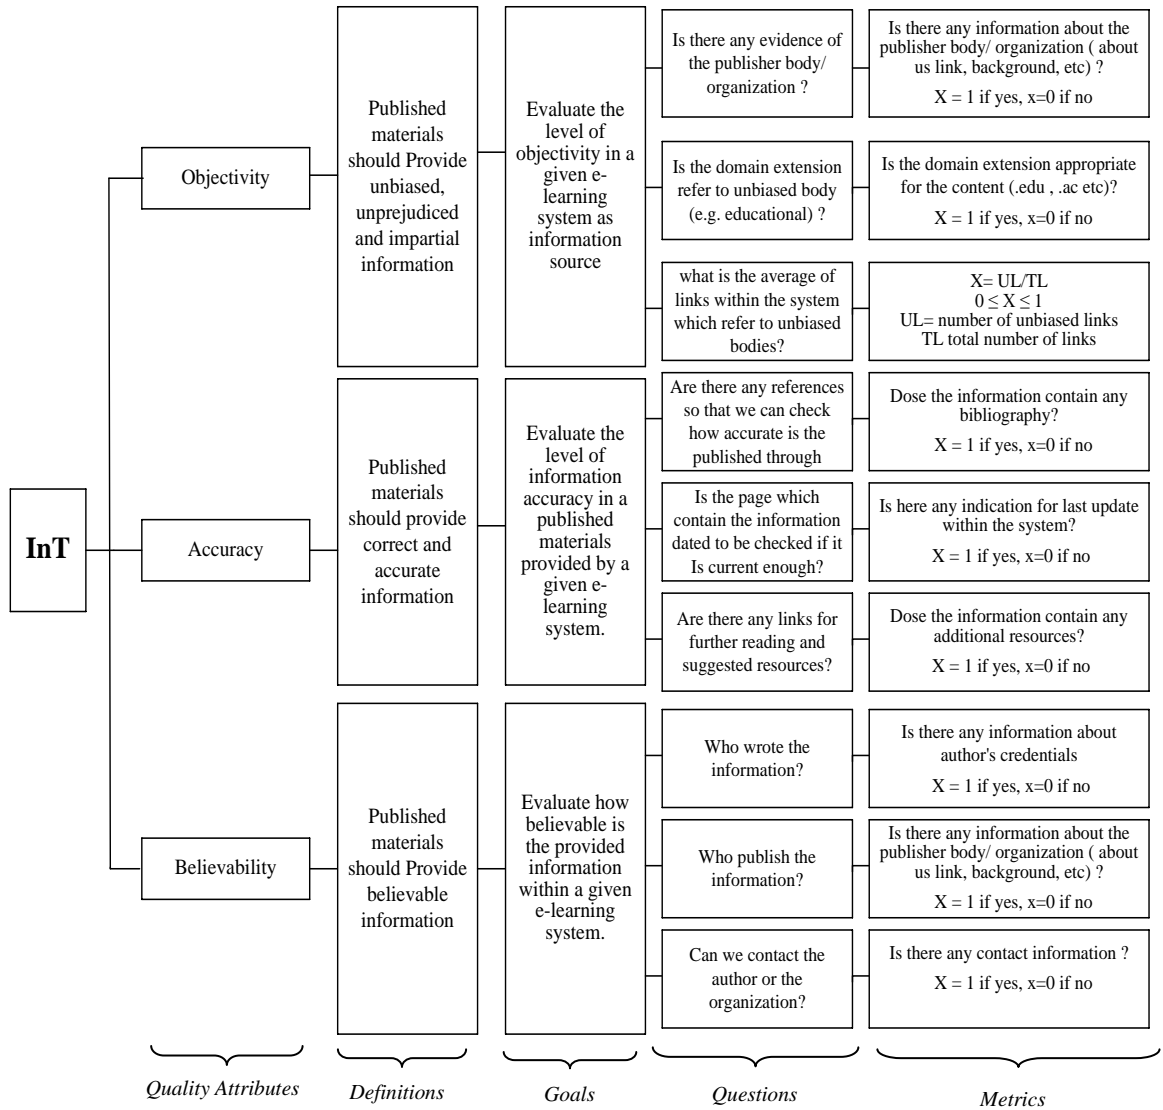 InT
Objectivity
Published
materials
should Provide
unbiased,
unprejudiced
and impartial
information
Evaluate the
level of
objectivity in a
given e-
learning
system as
information
source
Is there any evidence of
the publisher body/
organization ?
Is there any information about the
publisher body/ organization ( about
us link, background, etc) ?
X = 1 if yes, x=0 if no
Is the domain extension
refer to unbiased body
(e.g. educational) ?
Is the domain extension appropriate
for the content (.edu , .ac etc)?
X = 1 if yes, x=0 if no
what is the average of
links within the system
which refer to unbiased
bodies?
X= UL/TL
0 ≤ X ≤ 1
UL= number of unbiased links
TL total number of links
Accuracy
Published
materials
should provide
correct and
accurate
information
Evaluate the
level of
information
accuracy in a
published
materials
provided by a
given e-
learning
system.
Are there any references
so that we can check
how accurate is the
published through
Dose the information contain any
bibliography?
X = 1 if yes, x=0 if no
Is the page which
contain the information
dated to be checked if it
Is current enough?
Is here any indication for last update
within the system?
X = 1 if yes, x=0 if no
Are there any links for
further reading and
suggested resources?
Dose the information contain any
additional resources?
X = 1 if yes, x=0 if no
Believability
Published
materials
should Provide
believable
information
Evaluate how
believable is
the provided
information
within a given
e-learning
system.
Who wrote the
information?
Is there any information about
author's credentials
X = 1 if yes, x=0 if no
Who publish the
information?
Is there any information about the
publisher body/ organization ( about
us link, background, etc) ?
X = 1 if yes, x=0 if no
Can we contact the
author or the
organization?
Is there any contact information ?
X = 1 if yes, x=0 if no
Quality Attributes
Definitions
Goals
Questions
Metrics